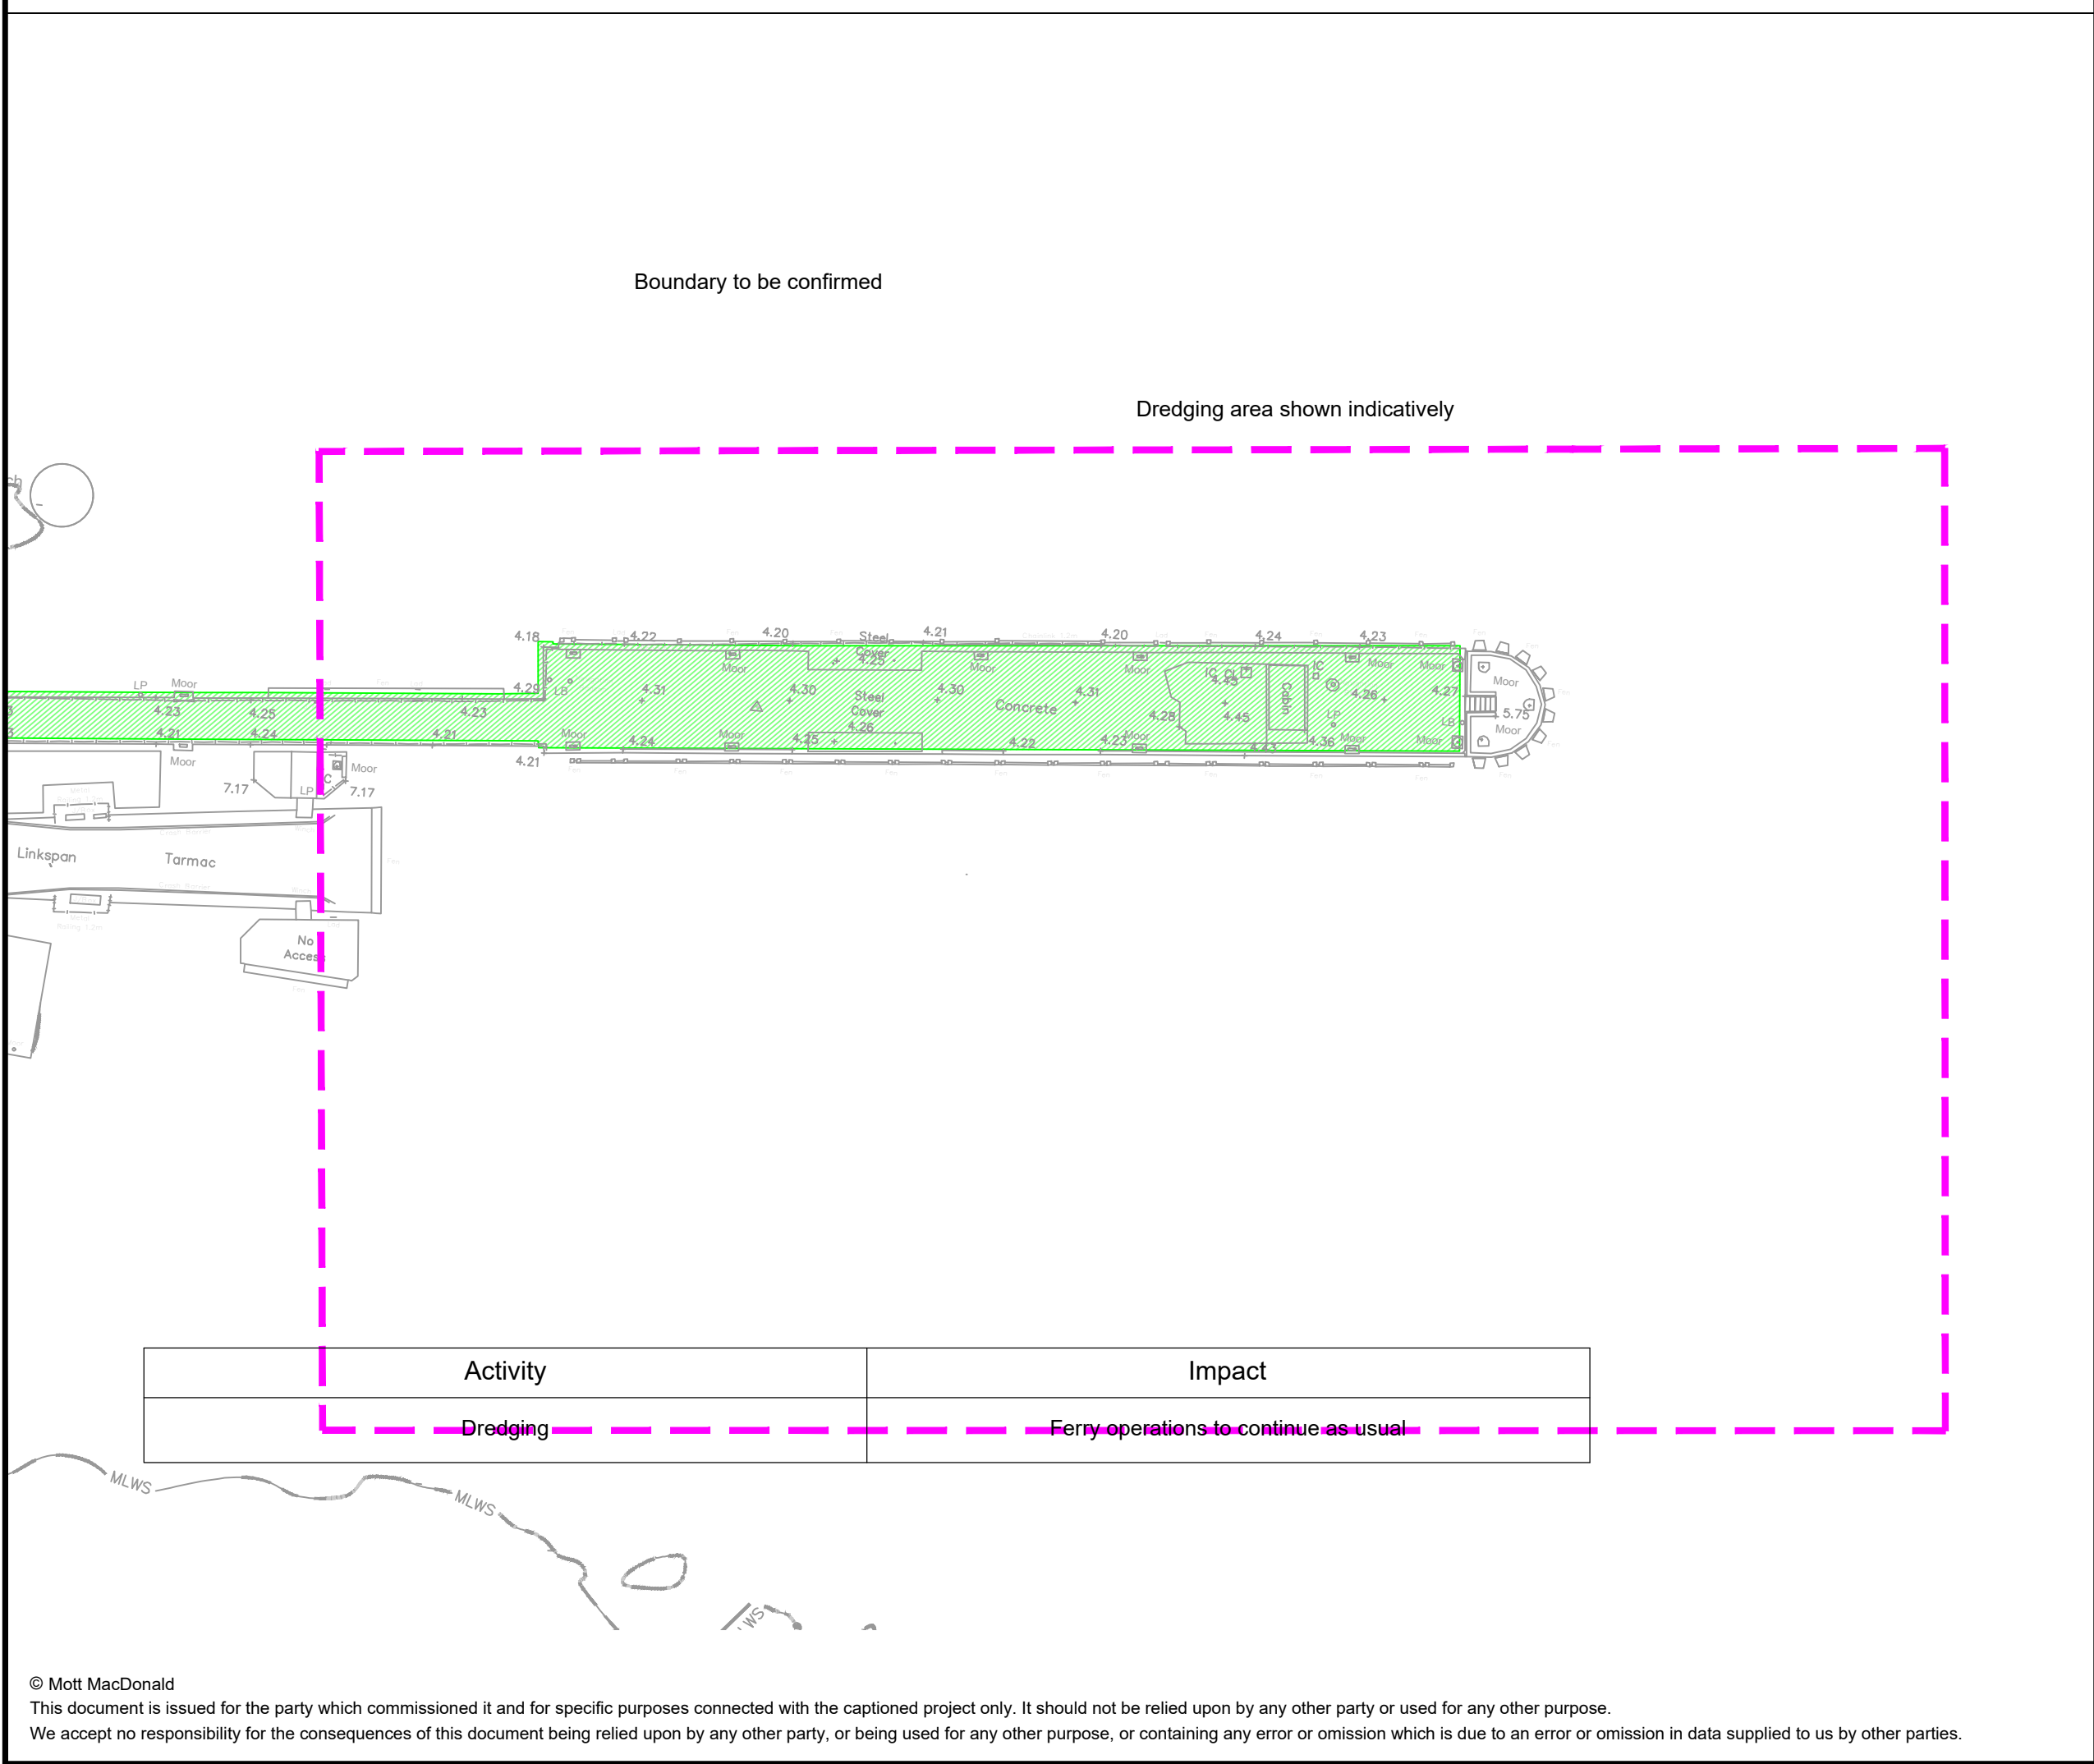 Boundary to be confirmed
Dredging area shown indicatively
ch
4.18
4.22
4.20
Steel
Cover
4.25
4.21
4.20
4.24
4.23
Moor
Moor
Moor
Moor
Moor
LP
Moor
4.29
LB
4.31
4.30
Steel
Cover
4.26
4.30
Concrete
4.31
IC CL
4.45
IC
Cabin
4.26
4.27
Moor
4.23
4.25
4.23
4.28
4.45
LP
LB
5.75
4.21
4.24
4.21
Moor
4.24
Moor
4.25
4.22
4.23
Moor
4.43
4.36
Moor
Moor
Moor
Moor
4.21
IC
Moor
7.17
LP
7.17
Linkspan
Tarmac
No
Access
Activity
Impact
Dredging
Ferry operations to continue as usual
MLWS
MLWS
MLWS
© Mott MacDonald
This document is issued for the party which commissioned it and for specific purposes connected with the captioned project only. It should not be relied upon by any other party or used for any other purpose.
We accept no responsibility for the consequences of this document being relied upon by any other party, or being used for any other purpose, or containing any error or omission which is due to an error or omission in data supplied to us by other parties.